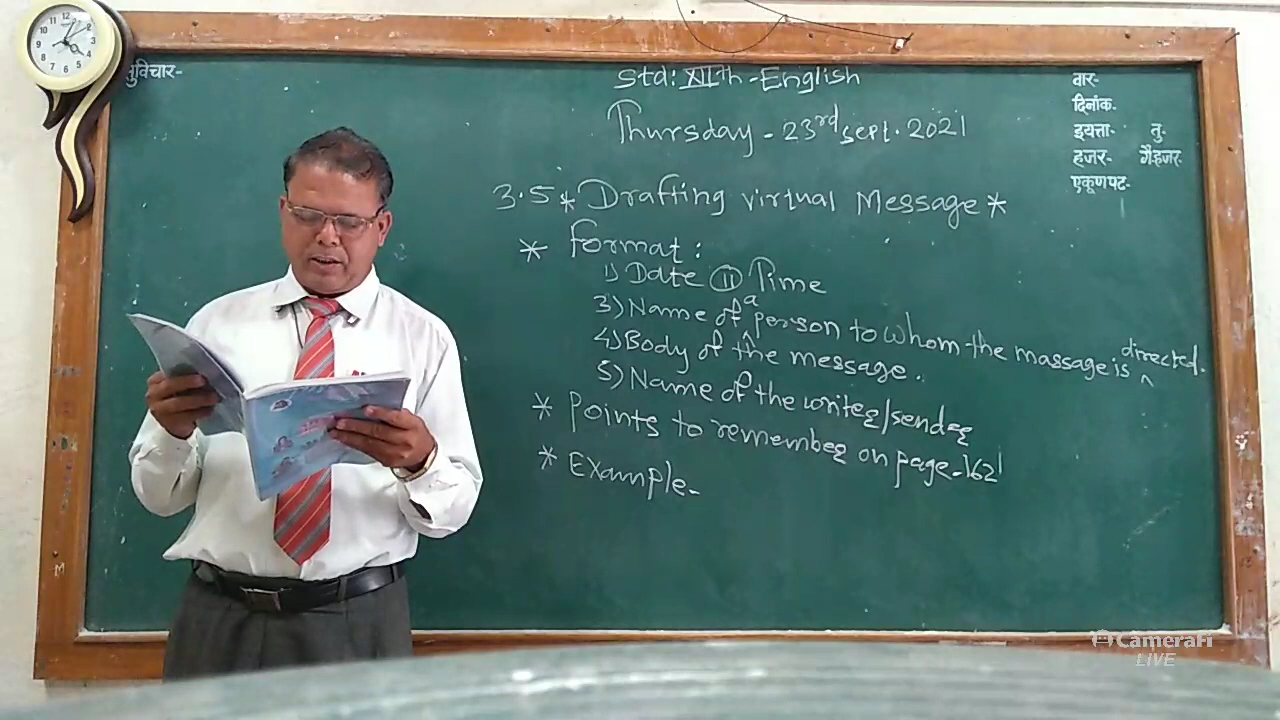 सुविचार-
Std: XIIth-English
Thursday - 23rd Sept. 2021
वार-
दिनांक.
इयत्ता- तु-
हजर- गैरहजर-
एकूणपट-
3.5 * Drafting virtual Message *
* Format:
1) Date II Time
3) Name of a person to whom the massage is directed.
4) Body of the message.
5) Name of the writer/sender
* Points to remember on page-162
* Example-
CameraFi
LIVE